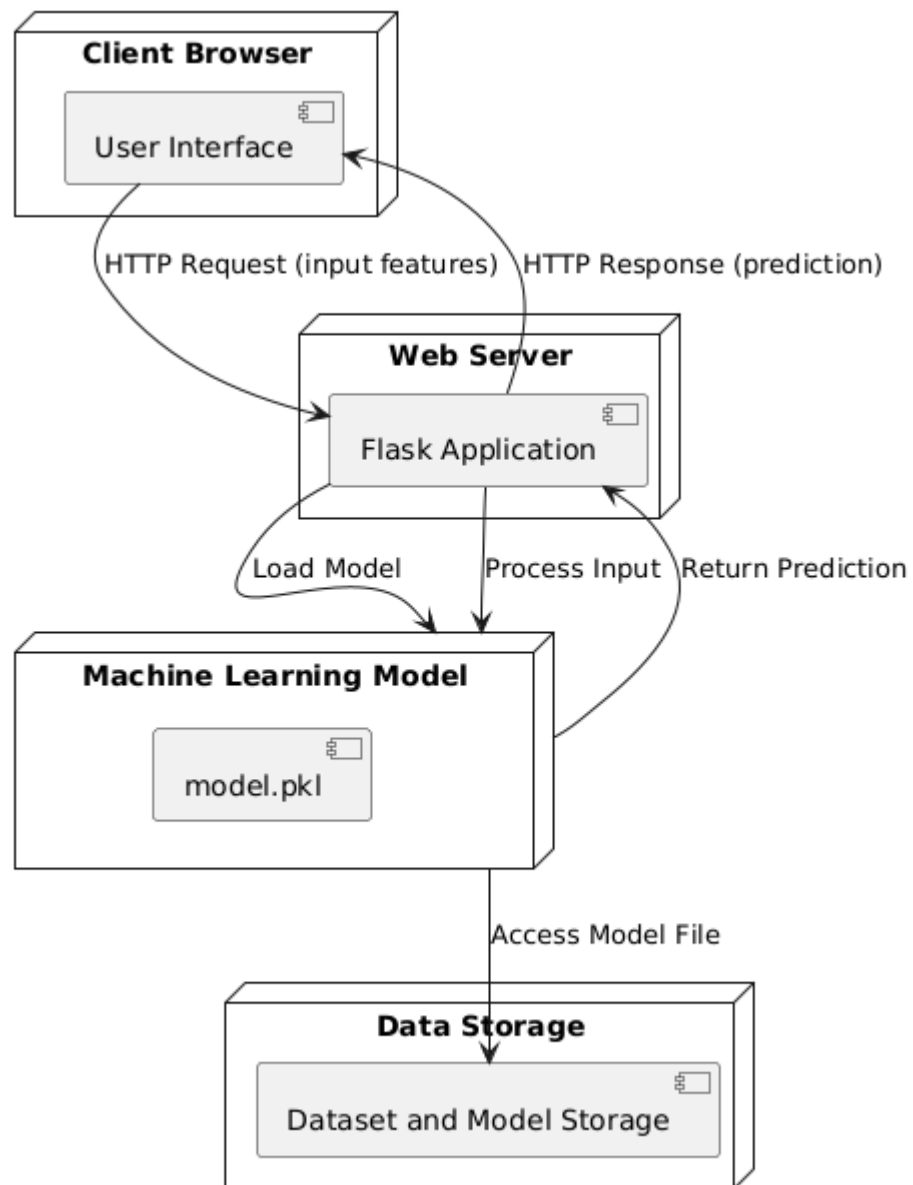 Client Browser
User Interface
HTTP Request (input features)
HTTP Response (prediction)
Web Server
Flask Application
Load Model
Process Input
Return Prediction
Machine Learning Model
model.pkl
Access Model File
Data Storage
Dataset and Model Storage